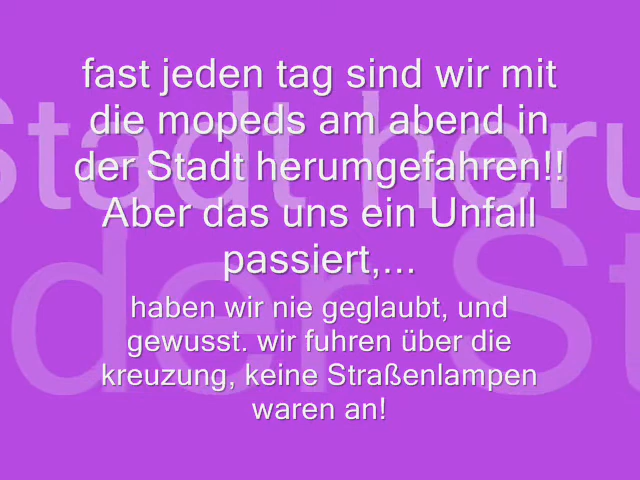 fast jeden tag sind wir mit
die mopeds am abend in
der Stadt herumgefahren!!
Aber das uns ein Unfall
passiert,...
haben wir nie geglaubt, und
gewusst. wir fuhren über die
kreuzung, keine Straßenlampen
waren an!